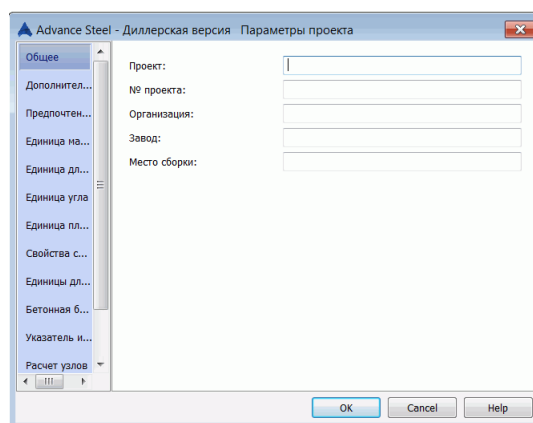 Advance Steel - Диллерская версия Параметры проекта
Общее
Дополнител...
Предпочтен...
Единица ма...
Единица дл...
Единица угла
Единица пл...
Свойства с...
Единицы дл...
Бетонная б...
Указатель и...
Расчет узлов
Проект:
№ проекта:
Организация:
Завод:
Место сборки:
OK Cancel Help